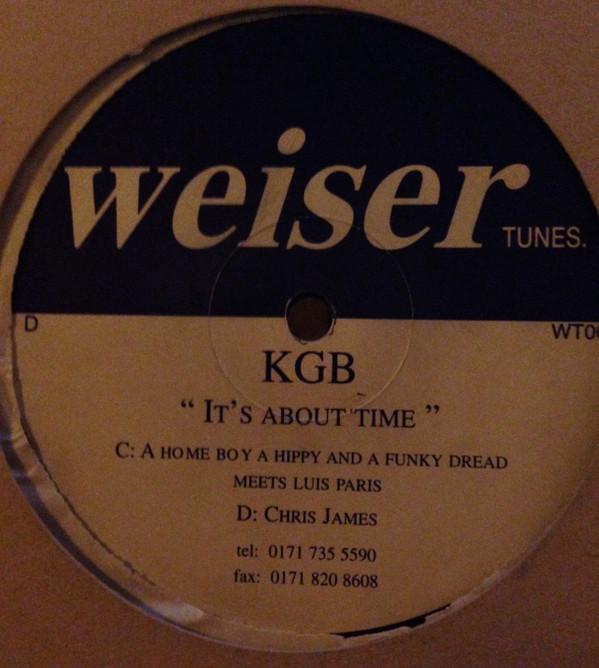 weiser TUNES.
D
KGB
“ IT’S ABOUT TIME ”
C: A HOME BOY A HIPPY AND A FUNKY DREAD
MEETS LUIS PARIS
D: CHRIS JAMES
tel: 0171 735 5590
fax: 0171 820 8608